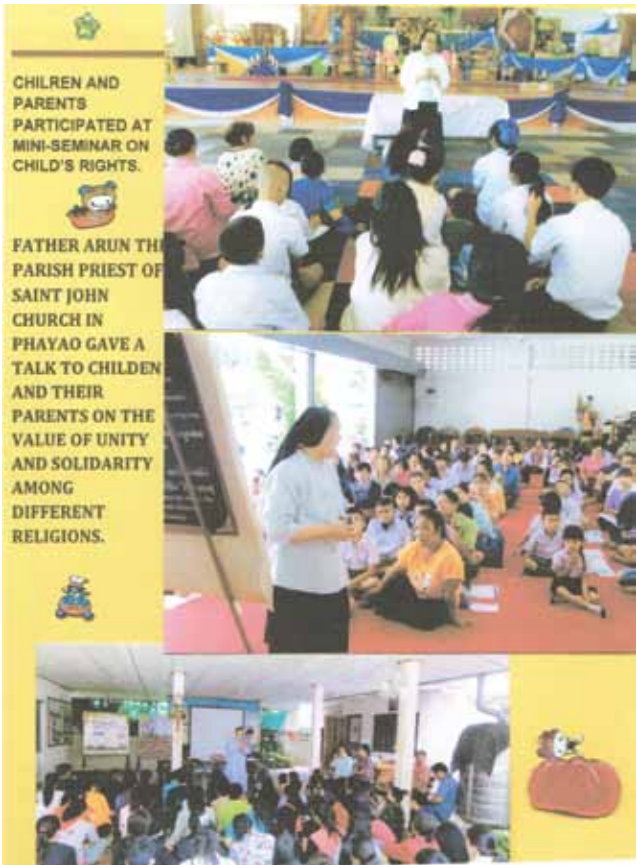 CHILREN AND
PARENTS
PARTICIPATED AT
MINI-SEMINAR ON
CHILD'S RIGHTS.
FATHER ARUN THE
PARISH PRIEST OF
SAINT JOHN
CHURCH IN
PHAYAO GAVE A
TALK TO CHILDEN
AND THEIR
PARENTS ON THE
VALUE OF UNITY
AND SOLIDARITY
AMONG
DIFFERENT
RELIGIONS.